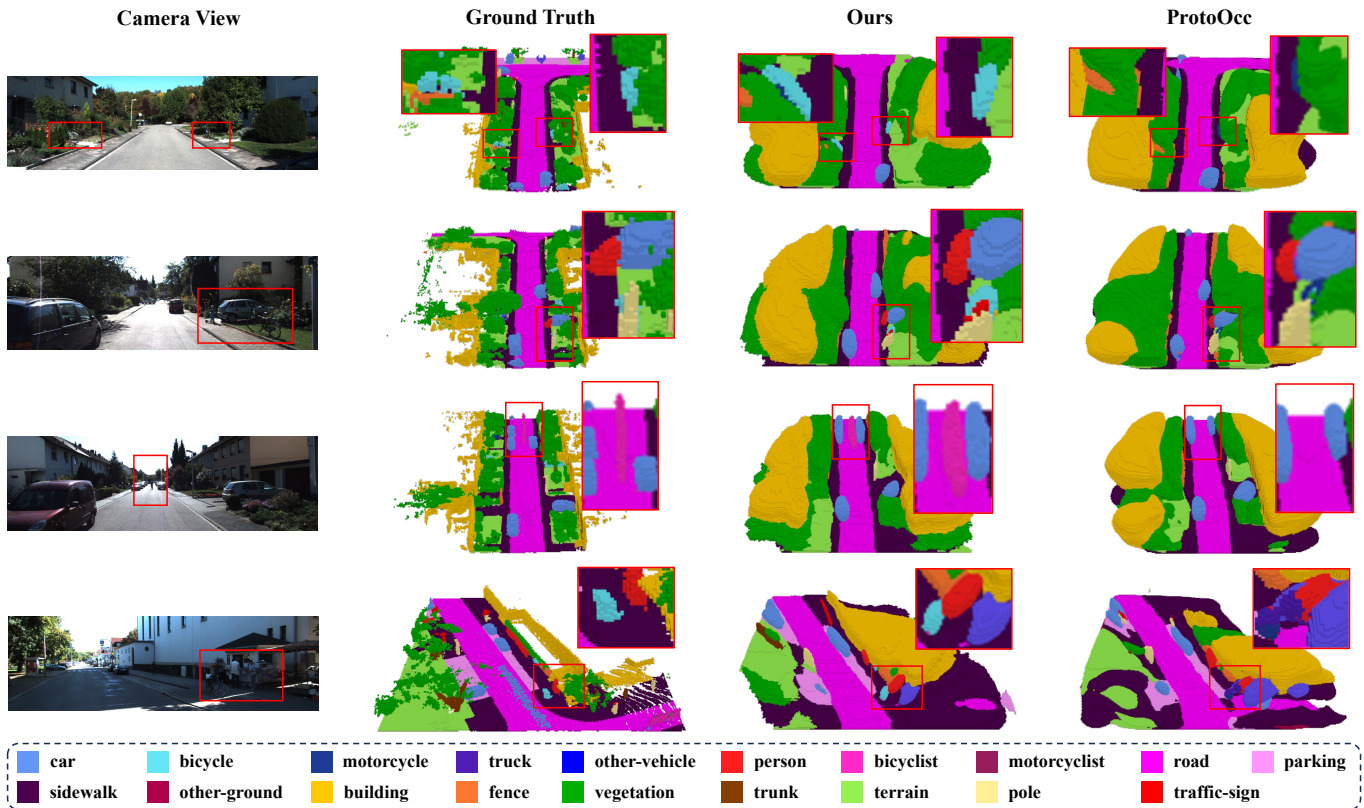 Camera View Ground Truth Ours ProtoOcc
car bicycle motorcycle truck other-vehicle person bicyclist motorcyclist road parking
sidewalk other-ground building fence vegetation trunk terrain pole traffic-sign